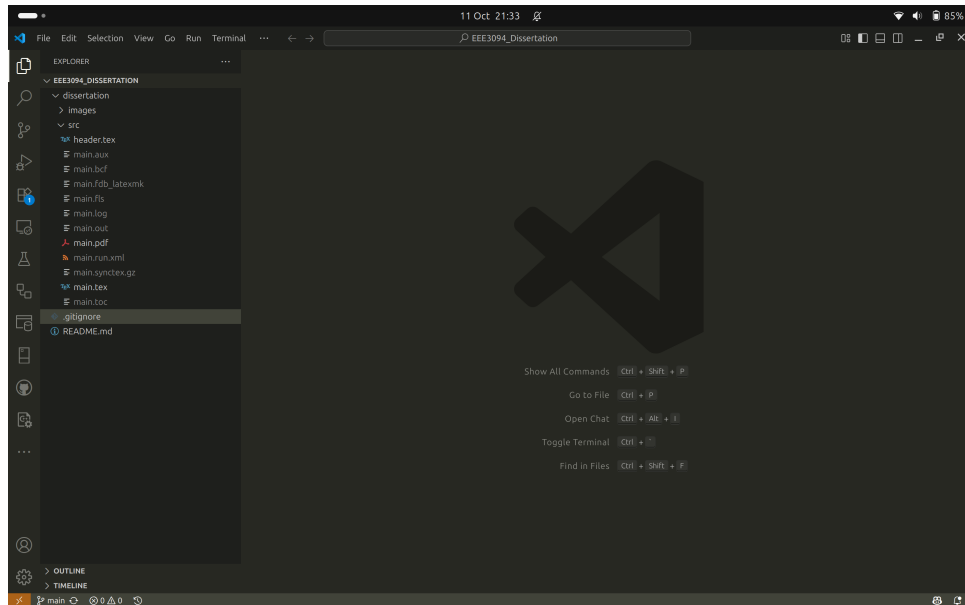 11 Oct 21:33
85%
File Edit Selection View Go Run Terminal ...
EEE3094_Dissertation
EXPLORER
EEE3094_DISSERTATION
dissertation
images
src
TEX header.tex
main.aux
main.bcf
main.fdb_latexmk
main.fls
main.log
main.out
main.pdf
main.run.xml
main.synctex.gz
TEX main.tex
main.toc
.gitignore
README.md
1
Show All Commands Ctrl + Shift + P
Go to File Ctrl + P
Open Chat Ctrl + Alt + I
Toggle Terminal Ctrl + `
Find in Files Ctrl + Shift + F
OUTLINE
TIMELINE
main 0 0